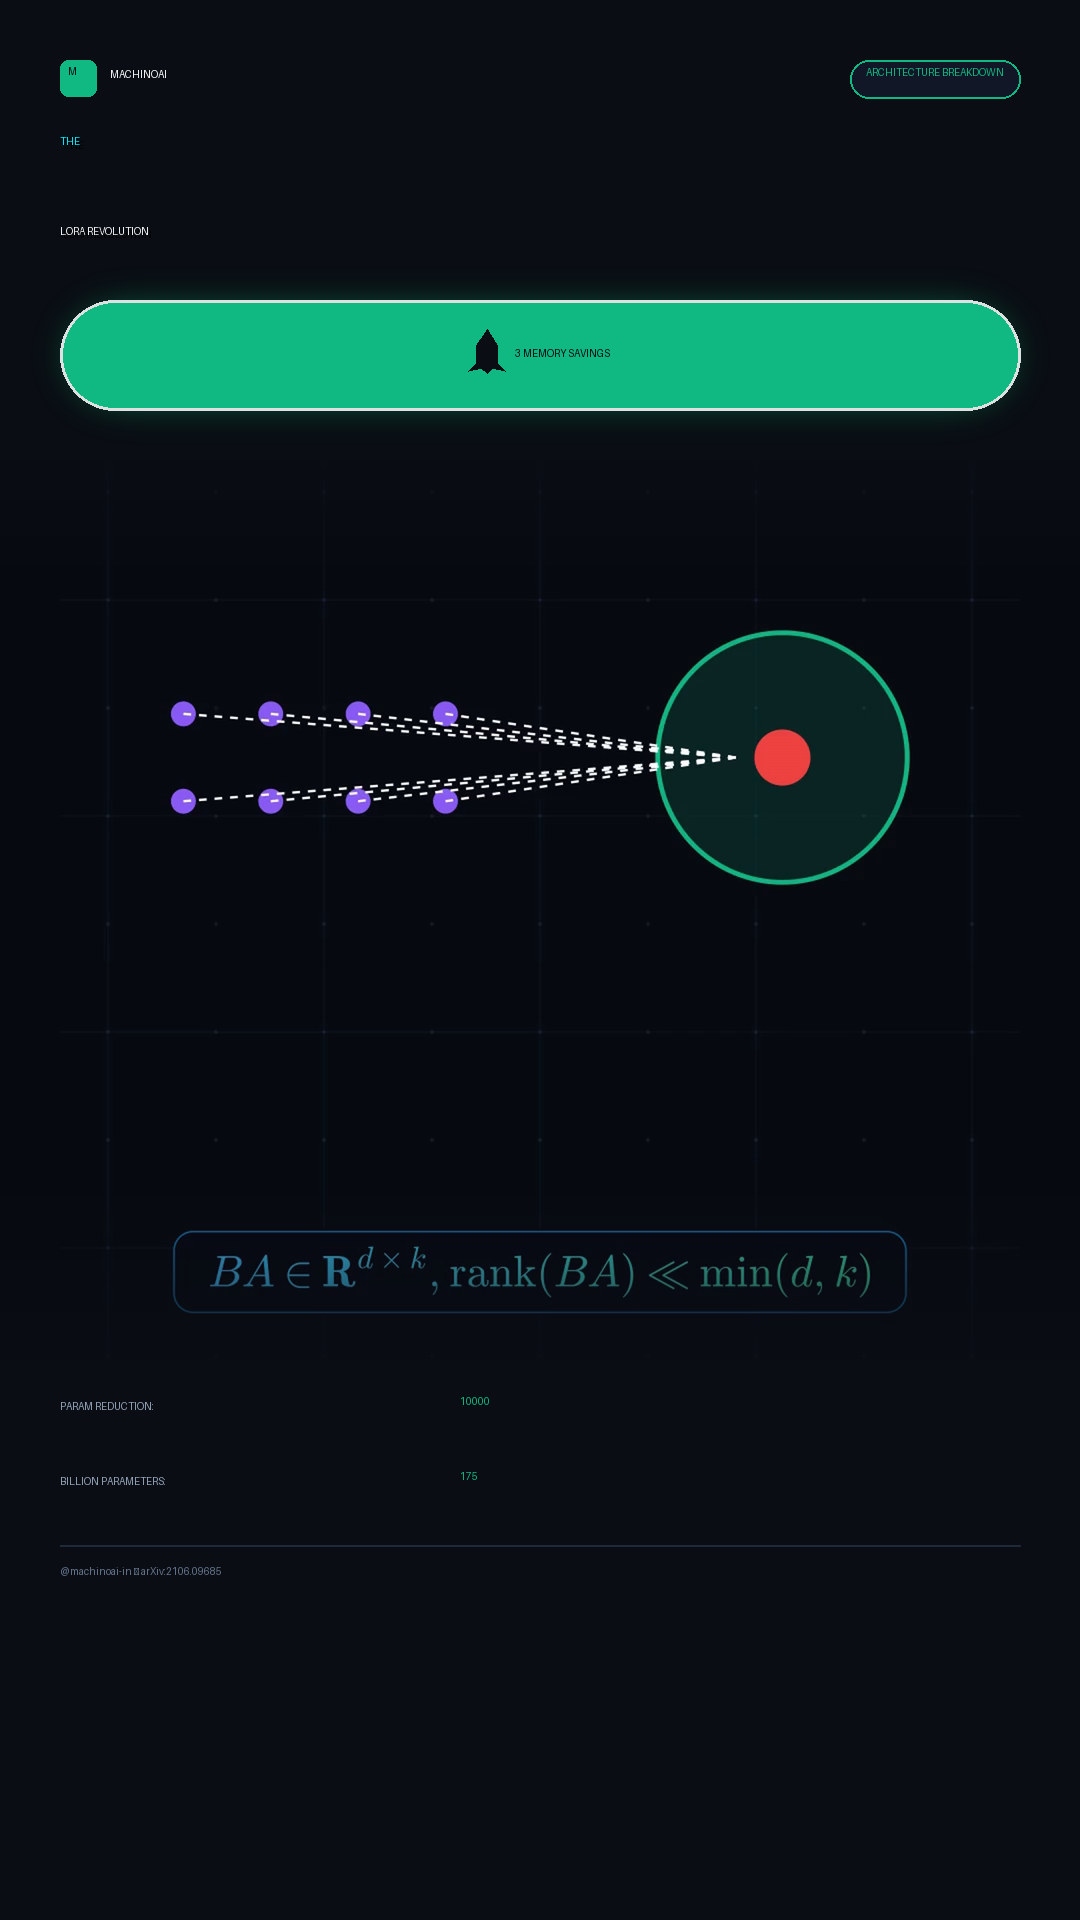 M
MACHINOAI
ARCHITECTURE BREAKDOWN
THE
LORA REVOLUTION
3 MEMORY SAVINGS
BA ∈ R^{d × k}, rank(BA) ≪ min(d, k)
PARAM REDUCTION:
10000
BILLION PARAMETERS:
175
@machinoai-in ▯ arXiv:2106.09685